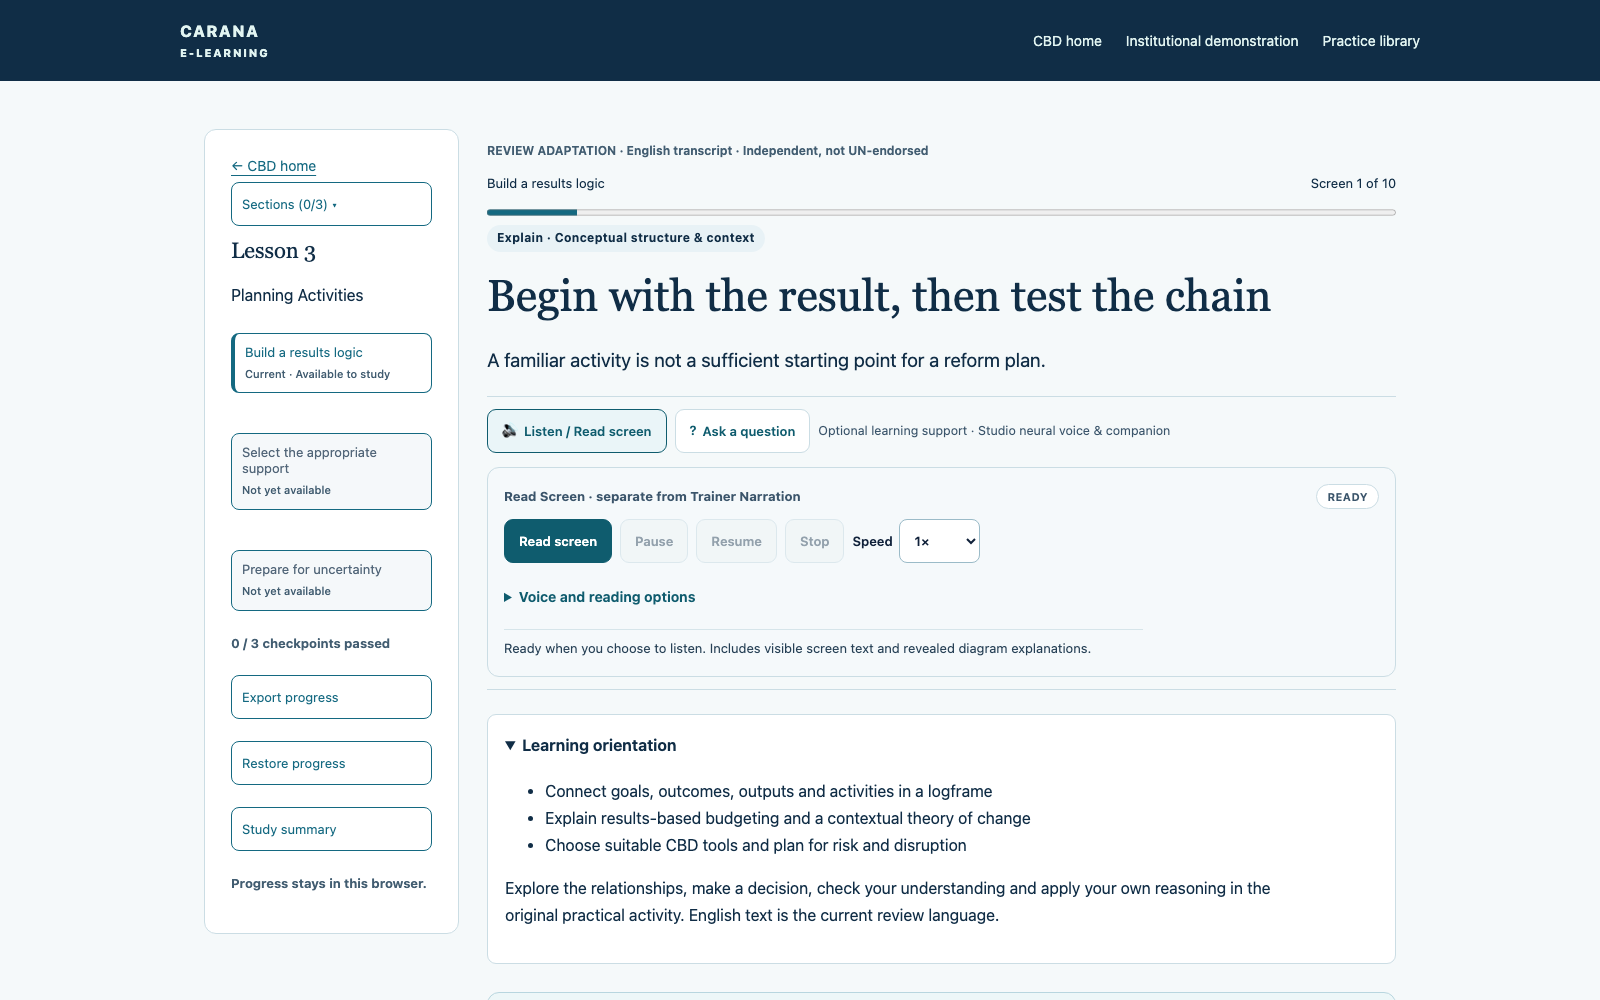 CARANA
E-LEARNING
CBD home
Institutional demonstration
Practice library
← CBD home
Sections (0/3) ▾
Lesson 3
Planning Activities
Build a results logic
Current · Available to study
Select the appropriate
support
Not yet available
Prepare for uncertainty
Not yet available
0 / 3 checkpoints passed
Export progress
Restore progress
Study summary
Progress stays in this browser.
REVIEW ADAPTATION · English transcript · Independent, not UN-endorsed
Build a results logic
Screen 1 of 10
Explain · Conceptual structure & context
Begin with the result, then test the chain
A familiar activity is not a sufficient starting point for a reform plan.
Listen / Read screen
? Ask a question
Optional learning support · Studio neural voice & companion
Read Screen · separate from Trainer Narration
READY
Read screen
Pause
Resume
Stop
Speed
1×
▶ Voice and reading options
Ready when you choose to listen. Includes visible screen text and revealed diagram explanations.
▼ Learning orientation
• Connect goals, outcomes, outputs and activities in a logframe
• Explain results-based budgeting and a contextual theory of change
• Choose suitable CBD tools and plan for risk and disruption
Explore the relationships, make a decision, check your understanding and apply your own reasoning in the
original practical activity. English text is the current review language.